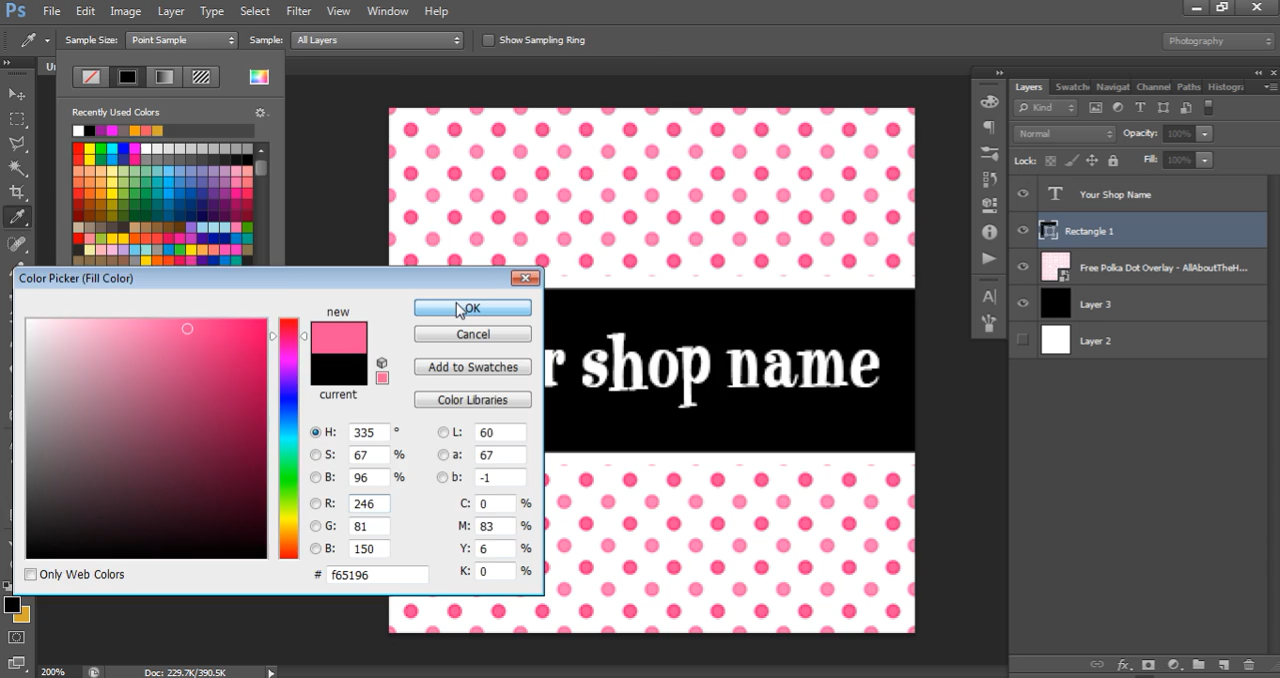 Ps File Edit Image Layer Type Select Filter View Window Help
Sample Size: Point Sample Sample: All Layers Show Sampling Ring Photography
Layers Swatch Navigat Channel Paths Histogra
Recently Used Colors
Kind
Normal Opacity: 100%
Lock: Fill: 100%
T Your Shop Name
Rectangle 1
Free Polka Dot Overlay - AllAboutTheH...
Layer 3
Layer 2
Color Picker (Fill Color)
new
current
OK
Cancel
Add to Swatches
Color Libraries
H: 335 °
S: 67 %
B: 96 %
R: 246
G: 81
B: 150
# f65196
L: 60
a: 67
b: -1
C: 0 %
M: 83 %
Y: 6 %
K: 0 %
Only Web Colors
r shop name
200% Doc: 229.7K/390.5K
fx